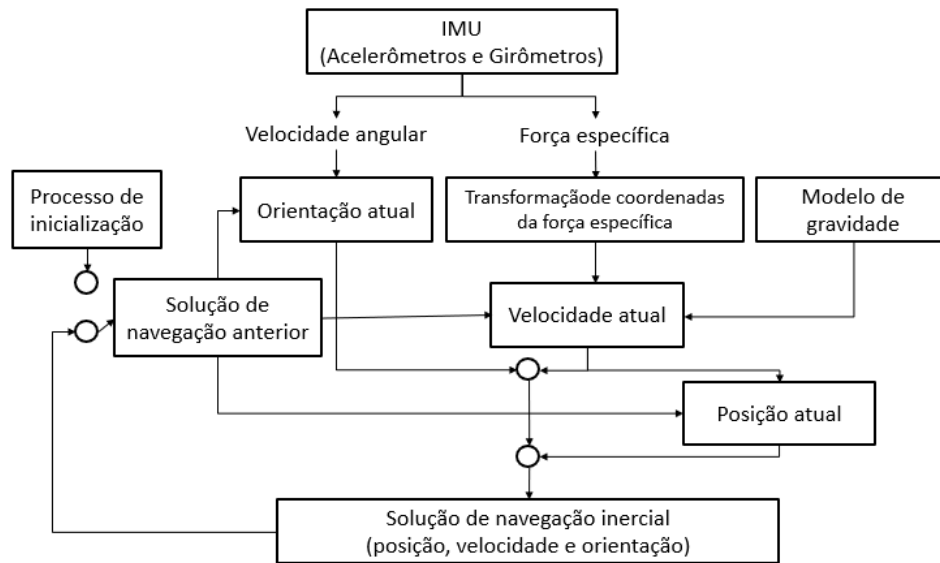 IMU
(Acelerômetros e Girômetros)
Velocidade angular
Força específica
Processo de
inicialização
Orientação atual
Transformaçãode coordenadas
da força específica
Modelo de
gravidade
Solução de
navegação anterior
Velocidade atual
Posição atual
Solução de navegação inercial
(posição, velocidade e orientação)